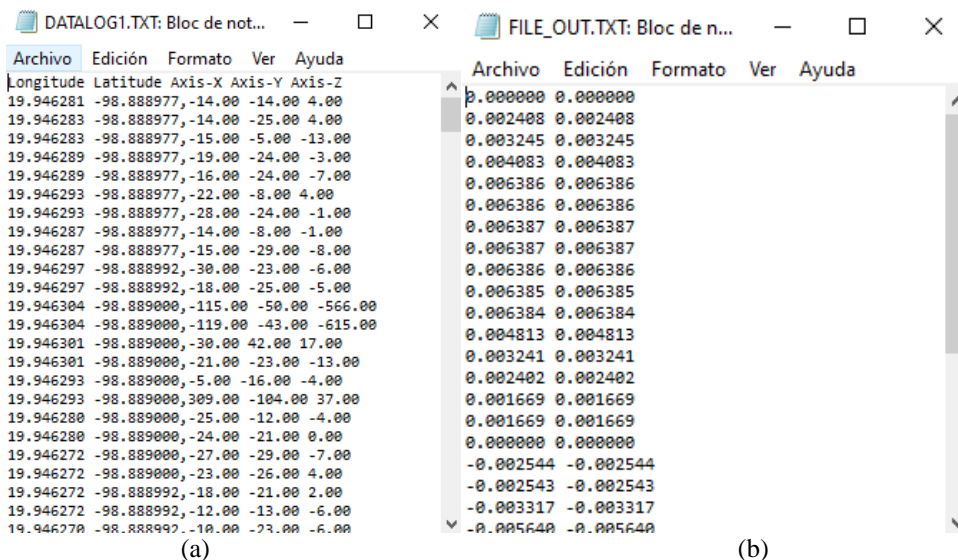 DATALOG1.TXT: Bloc de not...
Archivo Edición Formato Ver Ayuda
Longitude Latitude Axis-X Axis-Y Axis-Z
19.946281 -98.888977,-14.00 -14.00 4.00
19.946283 -98.888977,-14.00 -25.00 4.00
19.946283 -98.888977,-15.00 -5.00 -13.00
19.946289 -98.888977,-19.00 -24.00 -3.00
19.946289 -98.888977,-16.00 -24.00 -7.00
19.946293 -98.888977,-22.00 -8.00 4.00
19.946293 -98.888977,-28.00 -24.00 -1.00
19.946287 -98.888977,-14.00 -8.00 -1.00
19.946287 -98.888977,-15.00 -29.00 -8.00
19.946297 -98.888992,-30.00 -23.00 -6.00
19.946297 -98.888992,-18.00 -25.00 -5.00
19.946304 -98.889000,-115.00 -50.00 -566.00
19.946304 -98.889000,-119.00 -43.00 -615.00
19.946301 -98.889000,-30.00 42.00 17.00
19.946301 -98.889000,-21.00 -23.00 -13.00
19.946293 -98.889000,-5.00 -16.00 -4.00
19.946293 -98.889000,309.00 -104.00 37.00
19.946280 -98.889000,-25.00 -12.00 -4.00
19.946280 -98.889000,-24.00 -21.00 0.00
19.946272 -98.889000,-27.00 -29.00 -7.00
19.946272 -98.889000,-23.00 -26.00 4.00
19.946272 -98.888992,-18.00 -21.00 2.00
19.946272 -98.888992,-12.00 -13.00 -6.00
19.946270 -98.888992,-10.00 -23.00 -6.00
(a)
FILE_OUT.TXT: Bloc de n...
Archivo Edición Formato Ver Ayuda
0.000000 0.000000
0.002408 0.002408
0.003245 0.003245
0.004083 0.004083
0.006386 0.006386
0.006386 0.006386
0.006387 0.006387
0.006387 0.006387
0.006386 0.006386
0.006385 0.006385
0.006384 0.006384
0.004813 0.004813
0.003241 0.003241
0.002402 0.002402
0.001669 0.001669
0.001669 0.001669
0.000000 0.000000
-0.002544 -0.002544
-0.002543 -0.002543
-0.003317 -0.003317
-0.005640 -0.005640
(b)